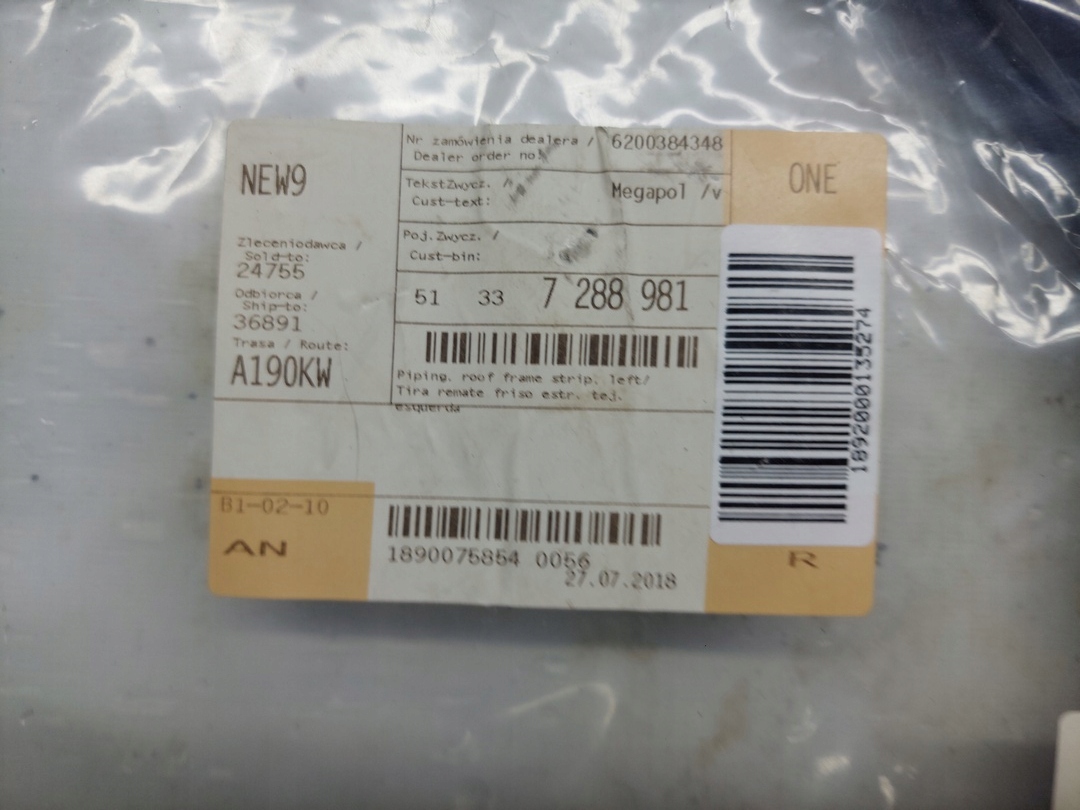 NEW9
Zleceniodawca /
Sold-to:
24755
Odbiorca /
Ship-to:
36891
Trasa / Route:
A190KW
Nr zamówienia dealera / 6200384348
Dealer order no:
TekstZwycz. /
Cust-text: Megapol /v
Poj.Zwycz. /
Cust-bin:
51 33 7 288 981
Piping. roof frame strip. left/
Tira remate friso estr. tej.
esquerda
ONE
189200001
B1-02-10
AN
1890075854 0056
27.07.2018
R